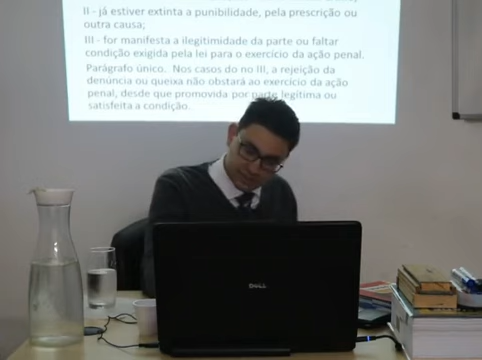 II - já estiver extinta a punibilidade, pela prescrição ou
outra causa;
III - for manifesta a ilegitimidade da parte ou faltar
condição exigida pela lei para o exercício da ação penal.
Parágrafo único. Nos casos do no III, a rejeição da
denuncia ou queixa não obstará ao exercício da ação
penal, desde que promovida por parte legítima ou
satisfeita a condição.
DELL